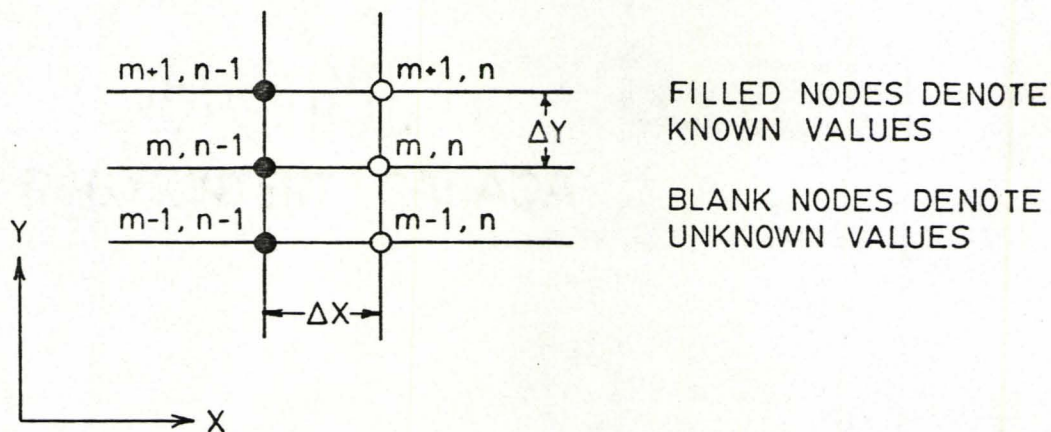 m+1, n-1 m+1, n
FILLED NODES DENOTE
KNOWN VALUES
ΔY
m, n-1 m, n
BLANK NODES DENOTE
UNKNOWN VALUES
m-1, n-1 m-1, n
Y
ΔX
X